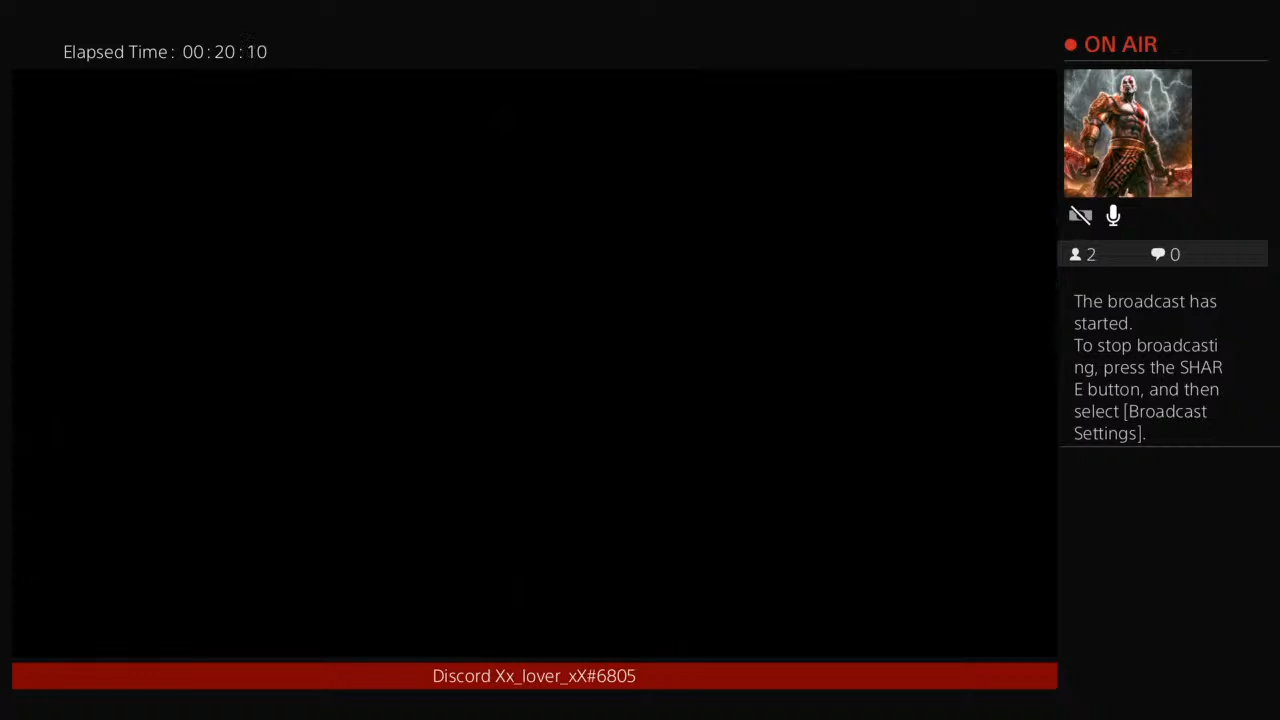 Elapsed Time: 00:20:10
ON AIR
2 0
The broadcast has
started.
To stop broadcasti
ng, press the SHAR
E button, and then
select [Broadcast
Settings].
Discord Xx_lover_xX#6805